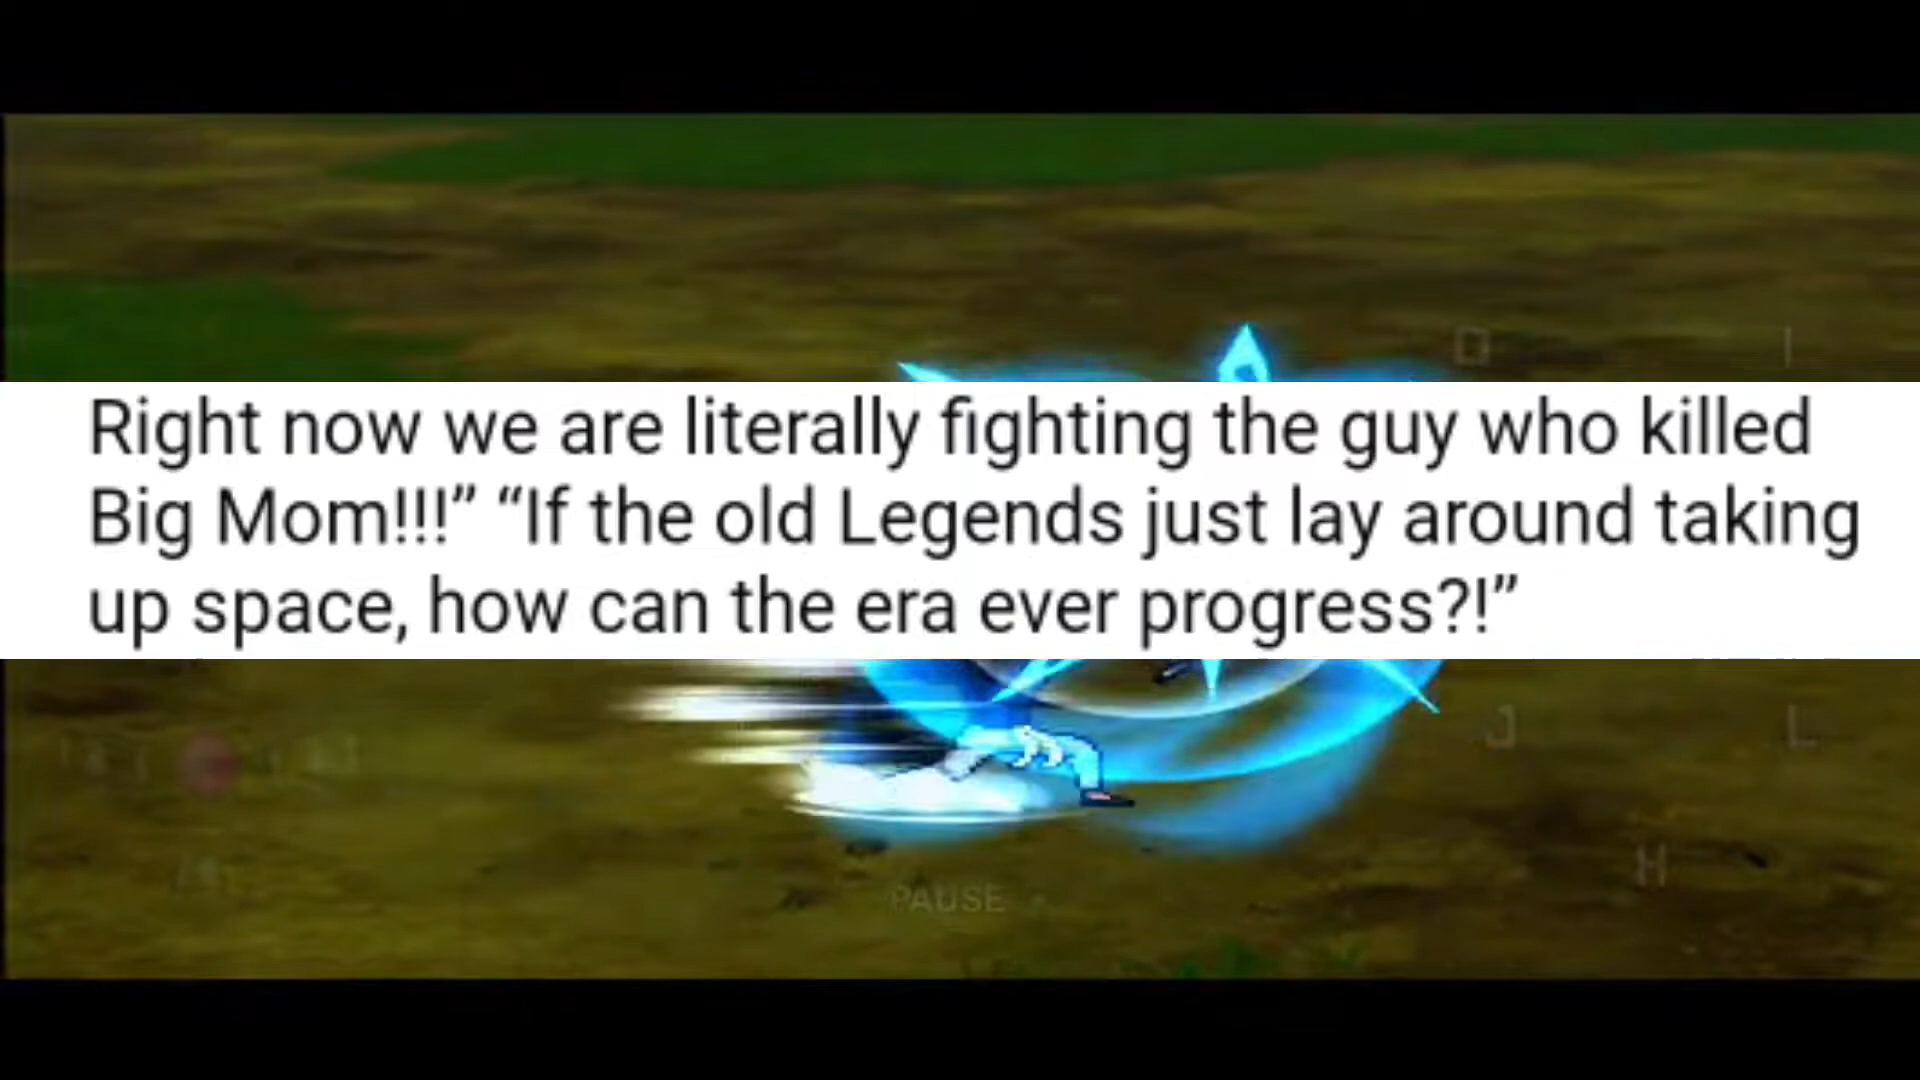 Right now we are literally fighting the guy who killed
Big Mom!!!” “If the old Legends just lay around taking
up space, how can the era ever progress?!”
J
L
H
PAUSE